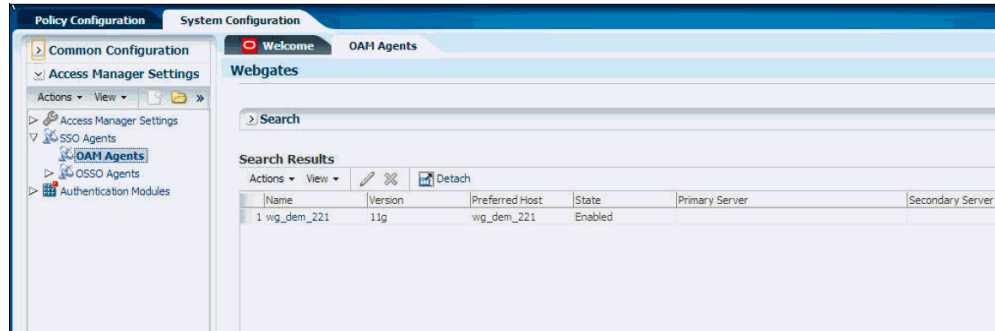 Policy Configuration System Configuration
Common Configuration
Access Manager Settings
Actions View »
Access Manager Settings
SSO Agents
OAM Agents
OSSO Agents
Authentication Modules
Welcome OAM Agents
Webgates
Search
Search Results
Actions View Detach
Name Version Preferred Host State Primary Server Secondary Server
1 wg_dem_221 11g wg_dem_221 Enabled